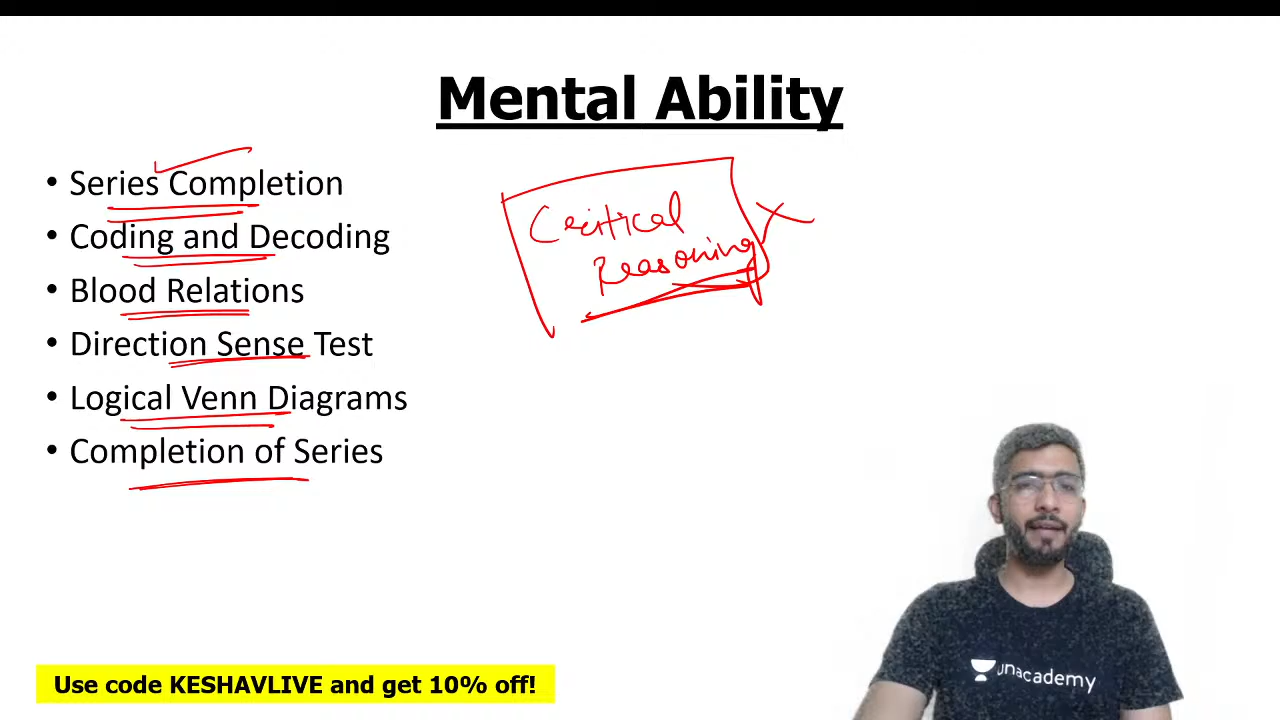 Mental Ability
• Series Completion
• Coding and Decoding
• Blood Relations
• Direction Sense Test
• Logical Venn Diagrams
• Completion of Series
Critical
Reasoning
unacademy
Use code KESHAVLIVE and get 10% off!